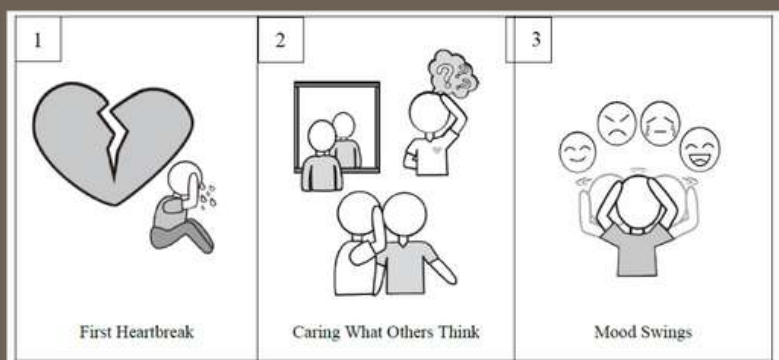 1
2
3
First Heartbreak
Caring What Others Think
Mood Swings